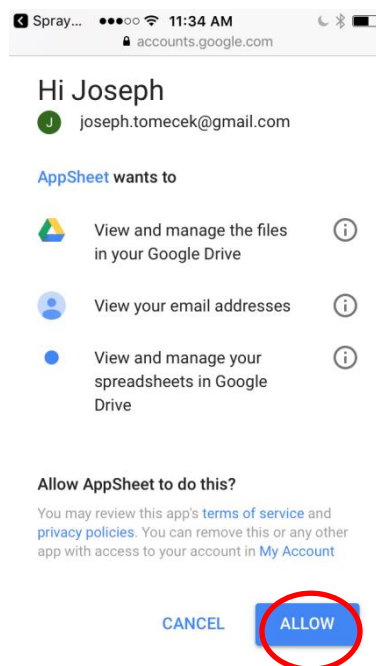 Spray... 11:34 AM
accounts.google.com
Hi Joseph
J joseph.tomecek@gmail.com
AppSheet wants to
View and manage the files
in your Google Drive
View your email addresses
View and manage your
spreadsheets in Google
Drive
Allow AppSheet to do this?
You may review this app's terms of service and
privacy policies. You can remove this or any other
app with access to your account in My Account
CANCEL ALLOW